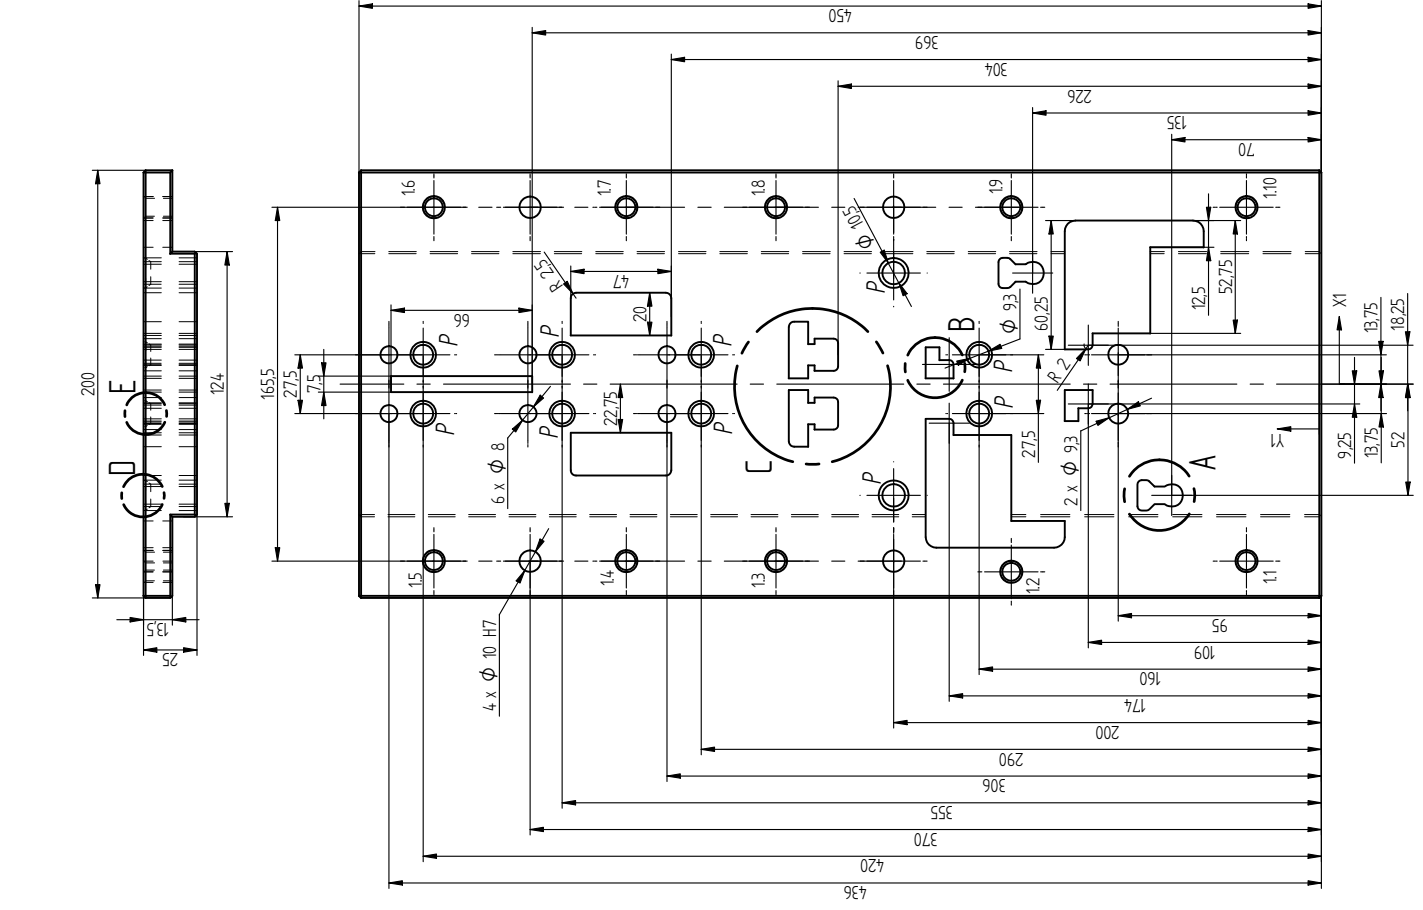 450
369
304
226
135
70
1.6
1.7
1.8
1.9
1.10
200
E
D
124
13,5
25
165,5
27,5
7,5
66
R 2,5
47
20
22,75
P
P
P
P
P
P
6 x ϕ 8
4 x ϕ 10 H7
C
P
ϕ 10,5
P
B
ϕ 9,3
P
P
27,5
60,25
R 2
2 x ϕ 9,3
12,5
52,75
X1
13,75
18,25
Y1
9,25
13,75
52
A
1.5
1.4
1.3
1.2
1.1
95
109
160
174
200
290
306
355
370
420
436